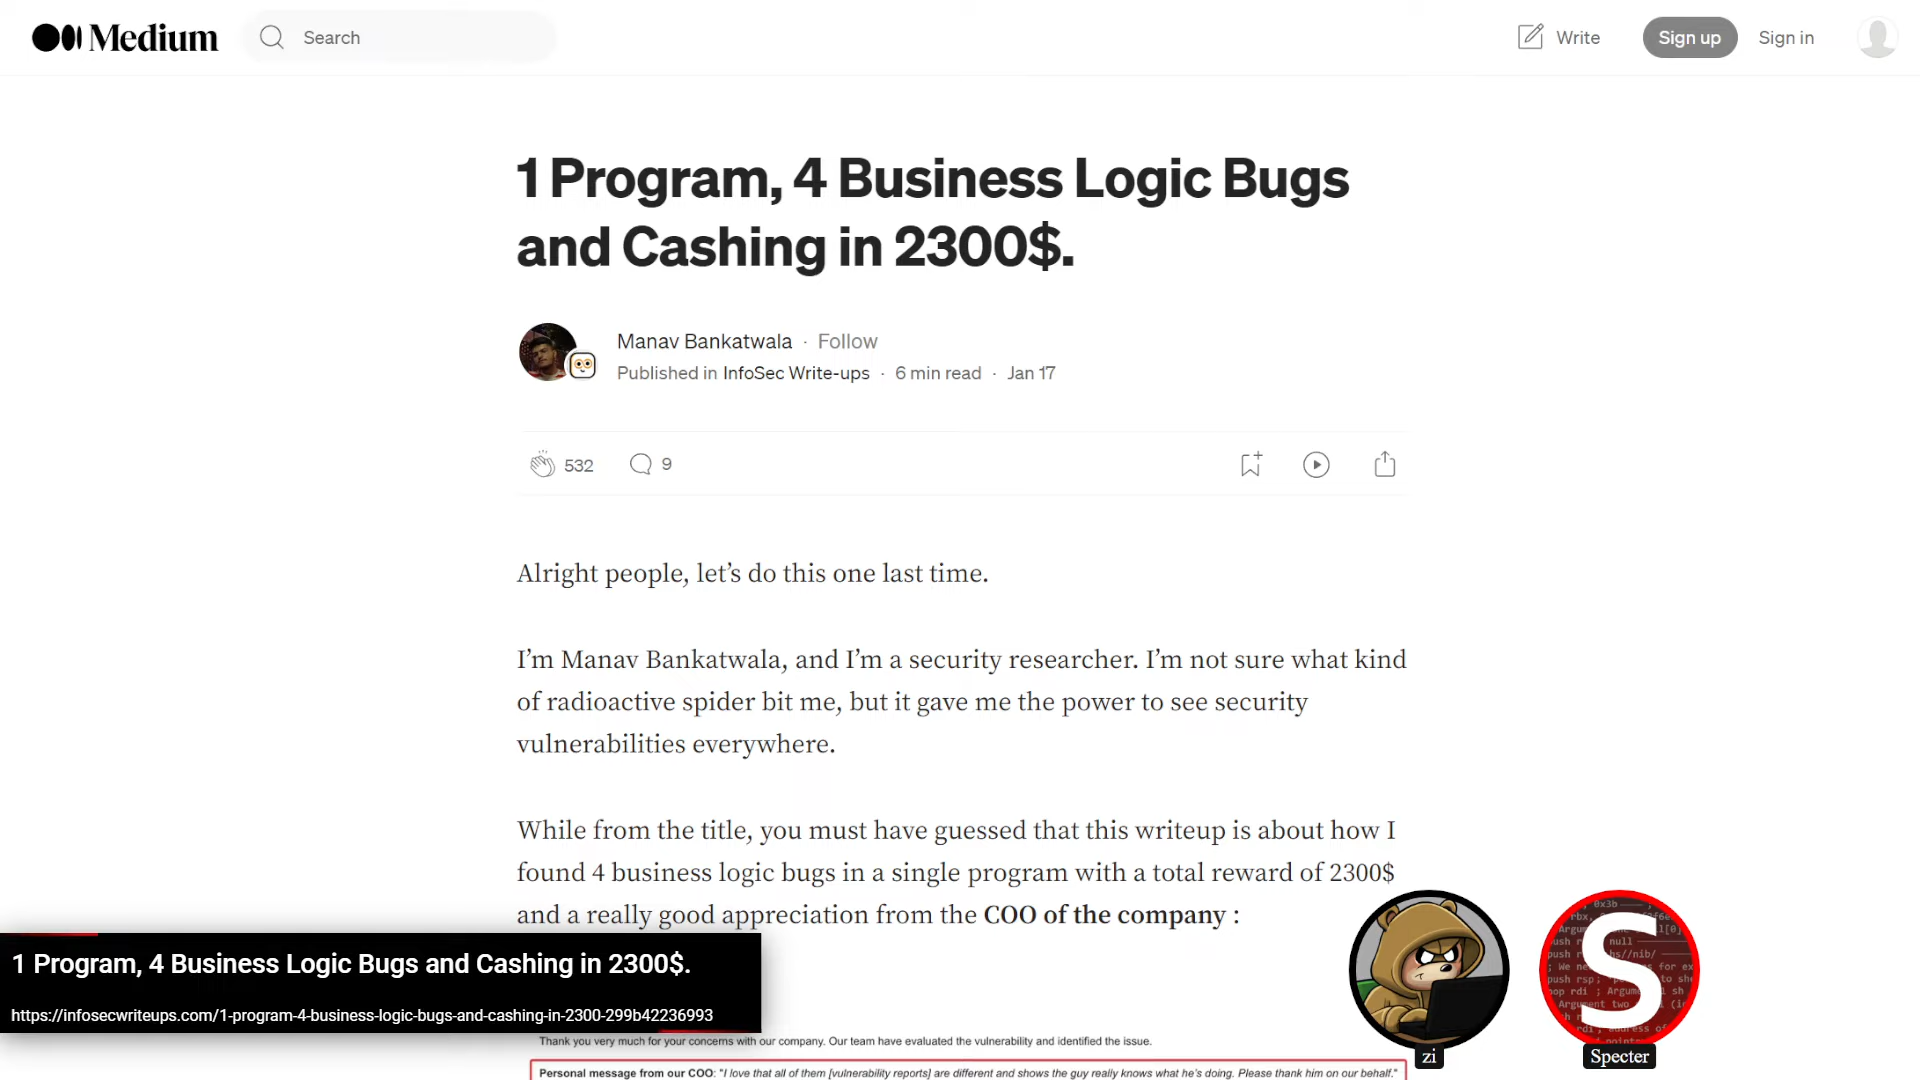 Medium
Search
Write
Sign up
Sign in
1 Program, 4 Business Logic Bugs
and Cashing in 2300$.
Manav Bankatwala · Follow
Published in InfoSec Write-ups · 6 min read · Jan 17
532
9
Alright people, let’s do this one last time.
I’m Manav Bankatwala, and I’m a security researcher. I’m not sure what kind
of radioactive spider bit me, but it gave me the power to see security
vulnerabilities everywhere.
While from the title, you must have guessed that this writeup is about how I
found 4 business logic bugs in a single program with a total reward of 2300$
and a really good appreciation from the COO of the company :
1 Program, 4 Business Logic Bugs and Cashing in 2300$.
https://infosecwriteups.com/1-program-4-business-logic-bugs-and-cashing-in-2300-299b42236993
Thank you very much for your concerns with our company. Our team have evaluated the vulnerability and identified the issue.
Personal message from our COO: "I love that all of them [vulnerability reports] are different and shows the guy really knows what he's doing. Please thank him on our behalf."
S
zi
Specter